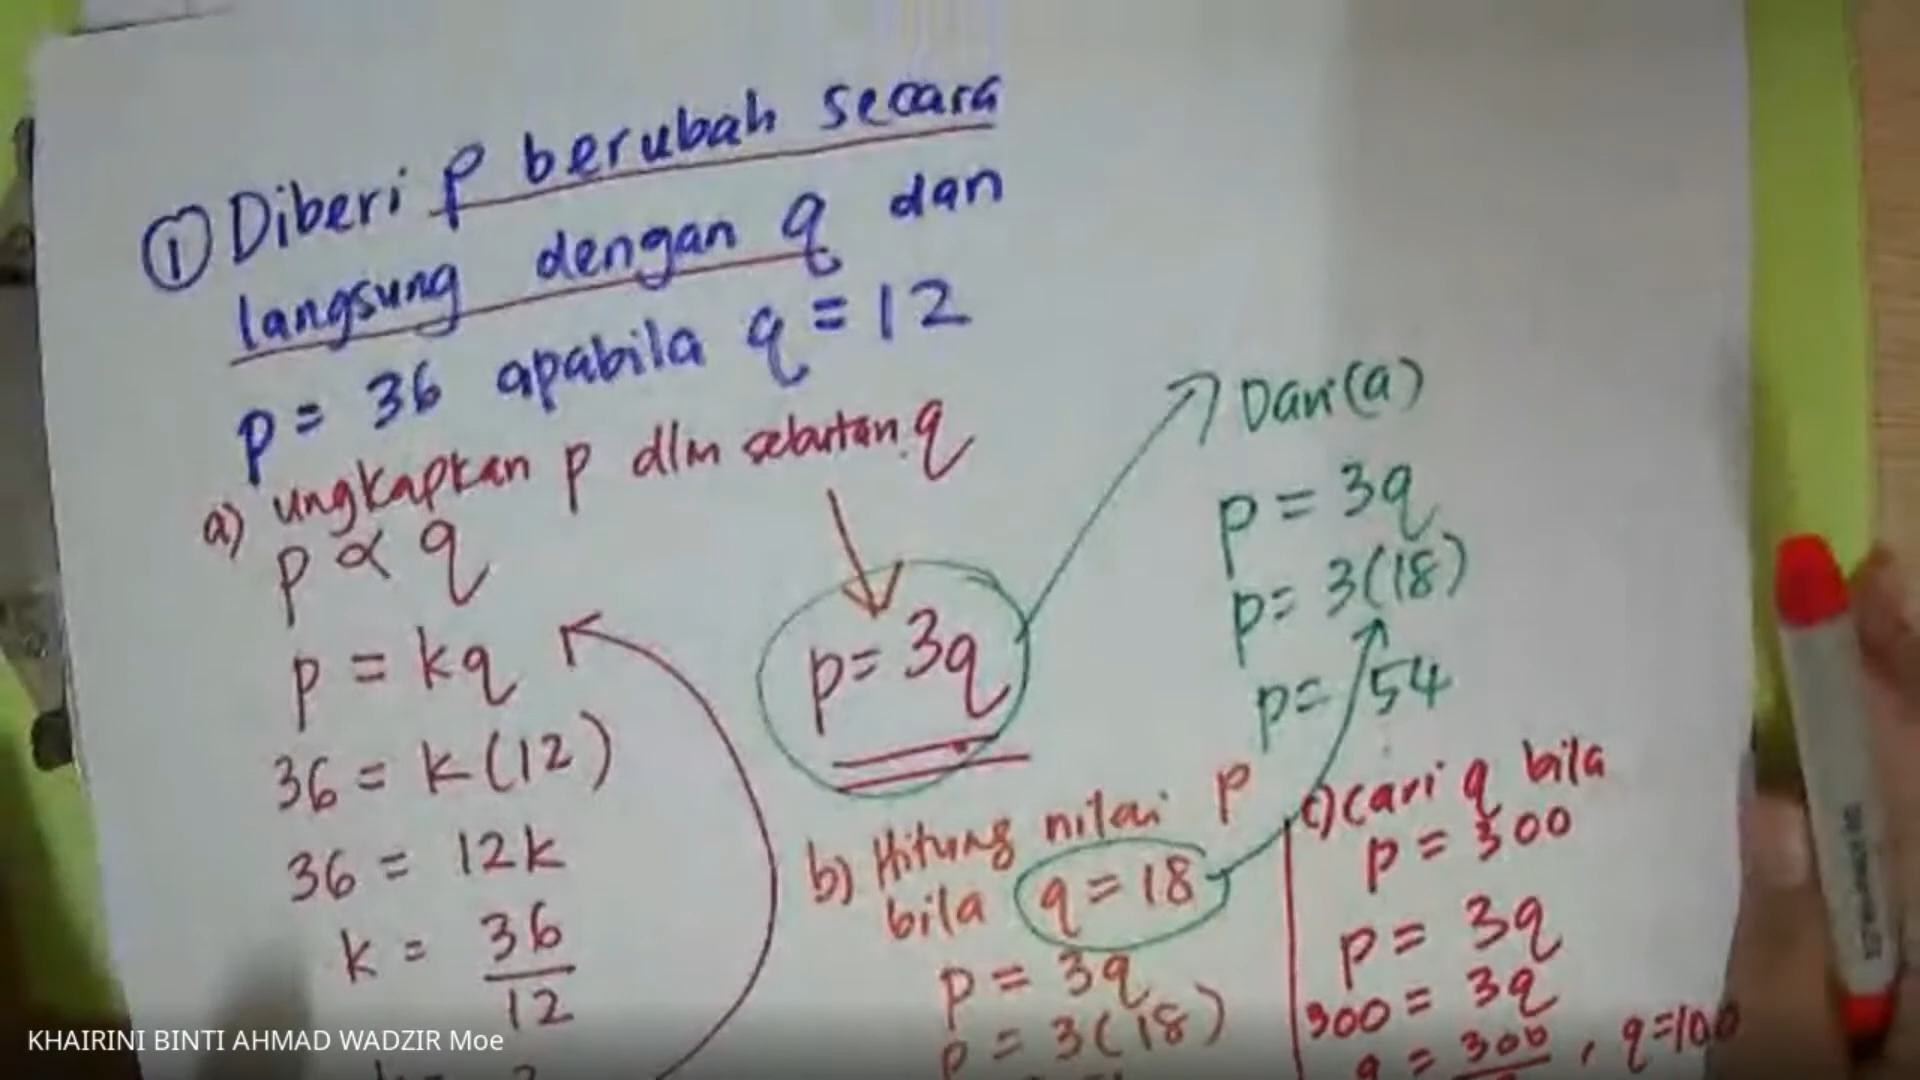 ① Diberi p berubah secara
langsung dengan q dan
p = 36 apabila q = 12
a) ungkapkan p dlm sebutan q
p ∝ q
p = kq
36 = k(12)
36 = 12k
k = 36/12
p = 3q
Dari (a)
p = 3q
p = 3(18)
p = 54
b) Hitung nilai p
bila q = 18
p = 3q
p = 3(18)
c) cari q bila
p = 300
p = 3q
300 = 3q
q = 300 , q=100
KHAIRINI BINTI AHMAD WADZIR Moe